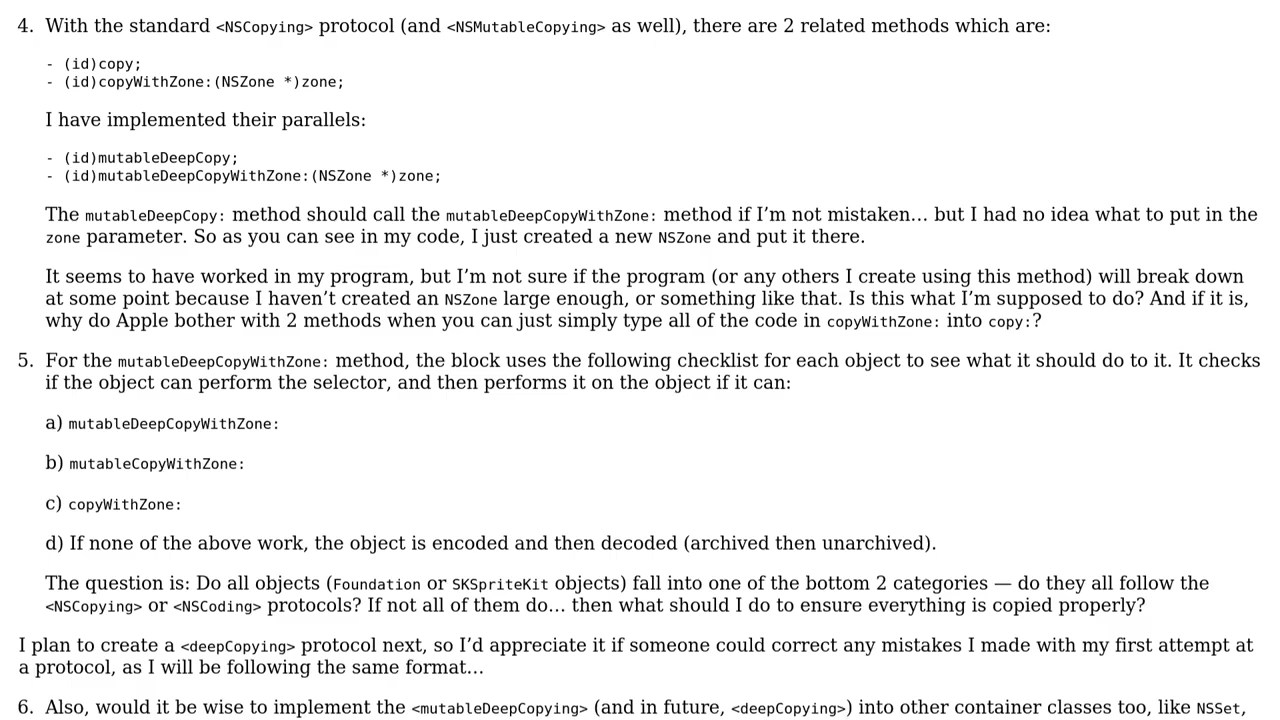 4. With the standard <NSCopying> protocol (and <NSMutableCopying> as well), there are 2 related methods which are:
- (id)copy;
- (id)copyWithZone:(NSZone *)zone;
I have implemented their parallels:
- (id)mutableDeepCopy;
- (id)mutableDeepCopyWithZone:(NSZone *)zone;
The mutableDeepCopy: method should call the mutableDeepCopyWithZone: method if I’m not mistaken… but I had no idea what to put in the
zone parameter. So as you can see in my code, I just created a new NSZone and put it there.
It seems to have worked in my program, but I’m not sure if the program (or any others I create using this method) will break down
at some point because I haven’t created an NSZone large enough, or something like that. Is this what I’m supposed to do? And if it is,
why do Apple bother with 2 methods when you can just simply type all of the code in copyWithZone: into copy:?
5. For the mutableDeepCopyWithZone: method, the block uses the following checklist for each object to see what it should do to it. It checks
if the object can perform the selector, and then performs it on the object if it can:
a) mutableDeepCopyWithZone:
b) mutableCopyWithZone:
c) copyWithZone:
d) If none of the above work, the object is encoded and then decoded (archived then unarchived).
The question is: Do all objects (Foundation or SKSpriteKit objects) fall into one of the bottom 2 categories — do they all follow the
<NSCopying> or <NSCoding> protocols? If not all of them do… then what should I do to ensure everything is copied properly?
I plan to create a <deepCopying> protocol next, so I’d appreciate it if someone could correct any mistakes I made with my first attempt at
a protocol, as I will be following the same format…
6. Also, would it be wise to implement the <mutableDeepCopying> (and in future, <deepCopying>) into other container classes too, like NSSet,